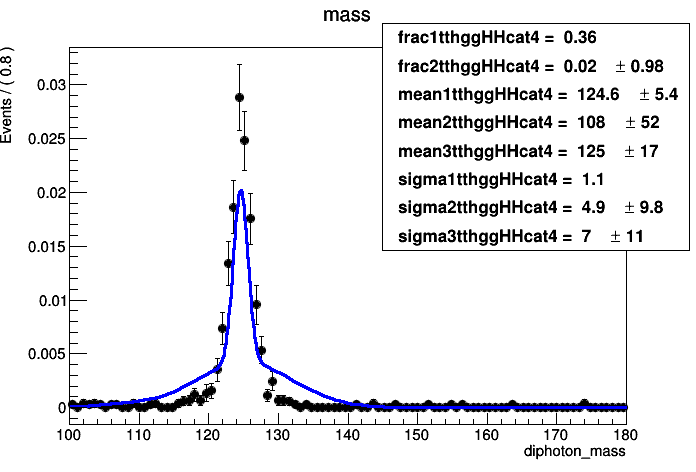 mass
frac1tthggHHcat4 = 0.36
frac2tthggHHcat4 = 0.02 ± 0.98
mean1tthggHHcat4 = 124.6 ± 5.4
mean2tthggHHcat4 = 108 ± 52
mean3tthggHHcat4 = 125 ± 17
sigma1tthggHHcat4 = 1.1
sigma2tthggHHcat4 = 4.9 ± 9.8
sigma3tthggHHcat4 = 7 ± 11
Events / ( 0.8 )
0.03
0.025
0.02
0.015
0.01
0.005
0
100 110 120 130 140 150 160 170 180
diphoton_mass